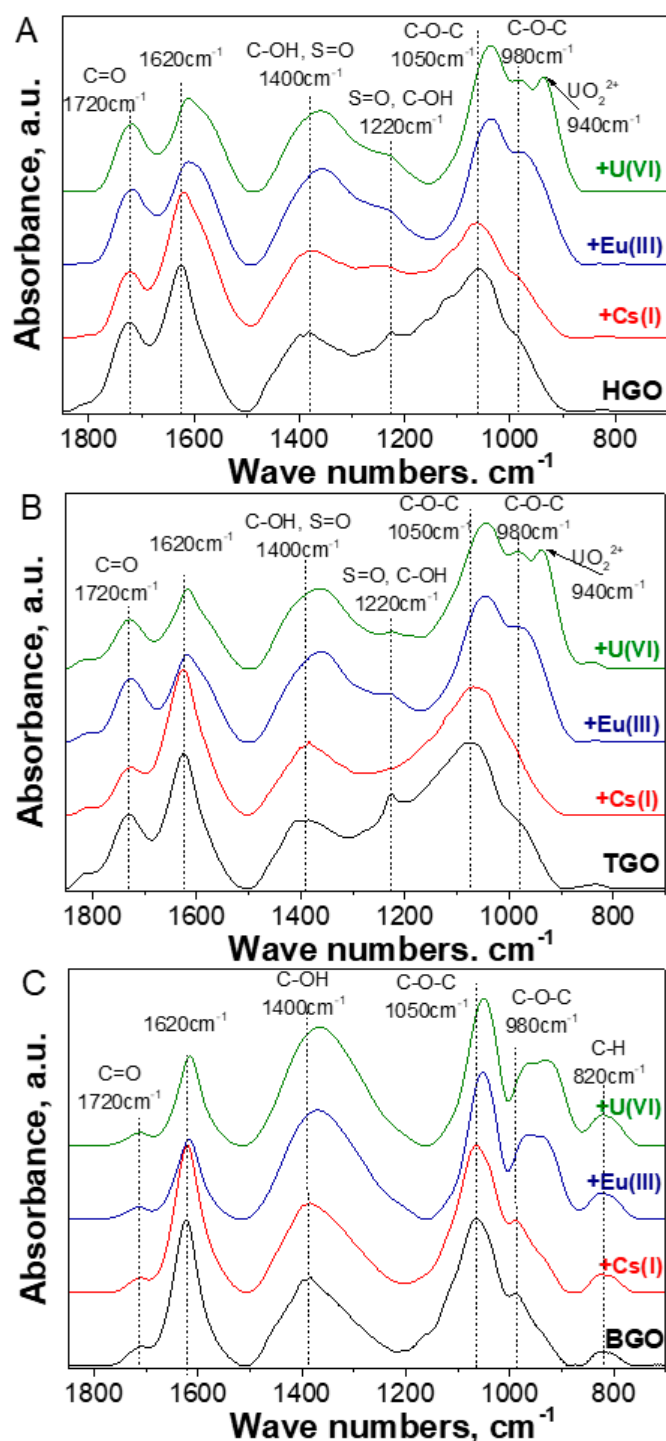 A
C=O
1720cm⁻¹
1620cm⁻¹
C-OH, S=O
1400cm⁻¹
S=O, C-OH
1220cm⁻¹
C-O-C
1050cm⁻¹
C-O-C
980cm⁻¹
UO₂²⁺
940cm⁻¹
+U(VI)
+Eu(III)
+Cs(I)
HGO
Absorbance, a.u.
1800 1600 1400 1200 1000 800
Wave numbers. cm⁻¹
B
C=O
1720cm⁻¹
1620cm⁻¹
C-OH, S=O
1400cm⁻¹
S=O, C-OH
1220cm⁻¹
C-O-C
1050cm⁻¹
C-O-C
980cm⁻¹
UO₂²⁺
940cm⁻¹
+U(VI)
+Eu(III)
+Cs(I)
TGO
Absorbance, a.u.
1800 1600 1400 1200 1000 800
Wave numbers. cm⁻¹
C
C=O
1720cm⁻¹
1620cm⁻¹
C-OH
1400cm⁻¹
C-O-C
1050cm⁻¹
C-O-C
980cm⁻¹
C-H
820cm⁻¹
+U(VI)
+Eu(III)
+Cs(I)
BGO
Absorbance, a.u.
1800 1600 1400 1200 1000 800
Wave numbers, cm⁻¹